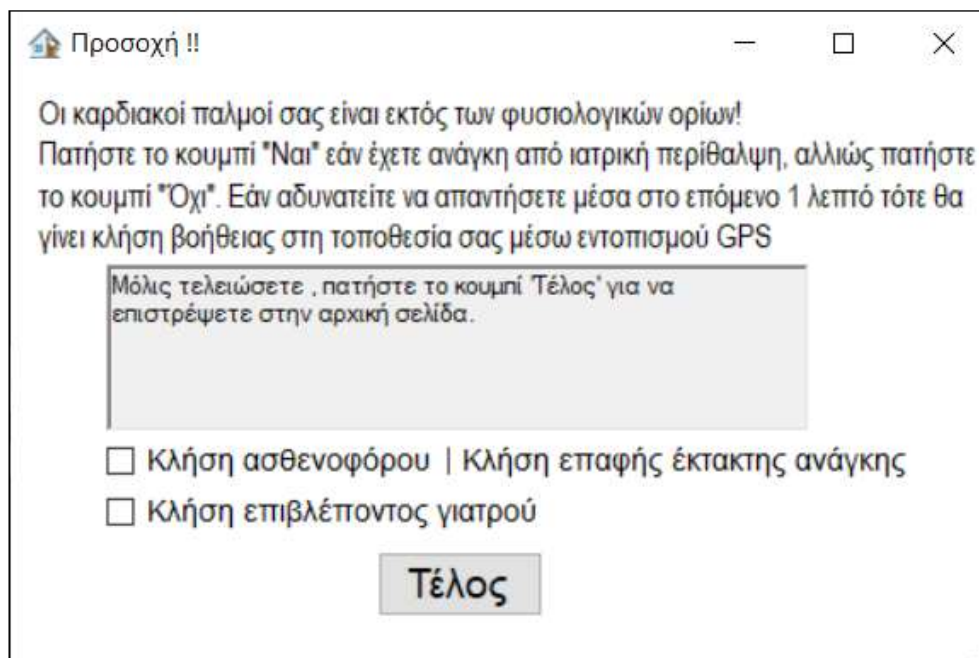 Προσοχή !!
Οι καρδιακοί παλμοί σας είναι εκτός των φυσιολογικών ορίων!
Πατήστε το κουμπί "Ναι" εάν έχετε ανάγκη από ιατρική περίθαλψη, αλλιώς πατήστε
το κουμπί "Όχι". Εάν αδυνατείτε να απαντήσετε μέσα στο επόμενο 1 λεπτό τότε θα
γίνει κλήση βοήθειας στη τοποθεσία σας μέσω εντοπισμού GPS
Μόλις τελειώσετε , πατήστε το κουμπί 'Τέλος' για να
επιστρέψετε στην αρχική σελίδα.
Κλήση ασθενοφόρου | Κλήση επαφής έκτακτης ανάγκης
Κλήση επιβλέποντος γιατρού
Τέλος